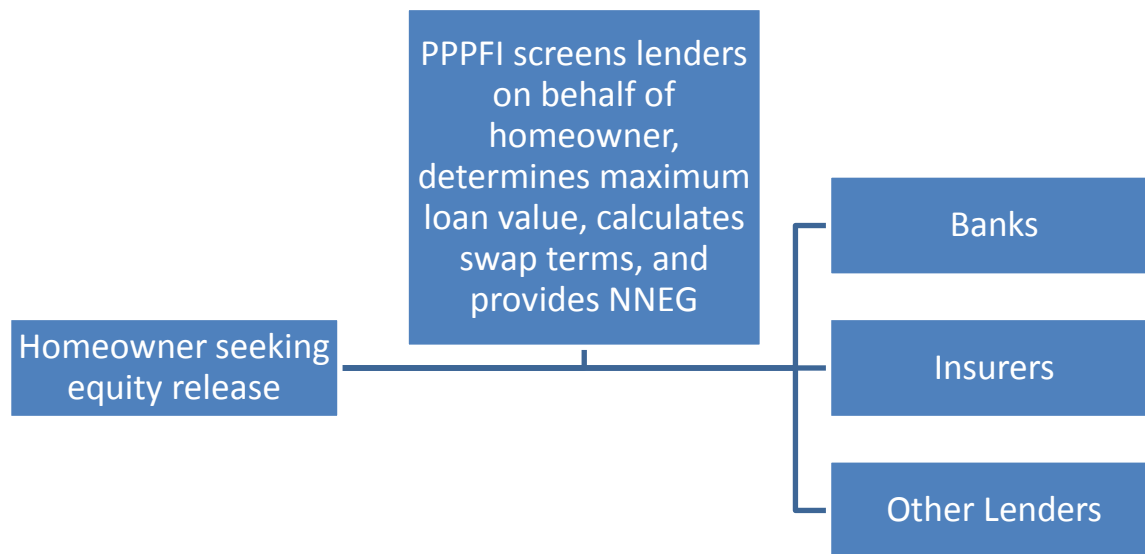 PPPFI screens lenders
on behalf of
homeowner,
determines maximum
loan value, calculates
swap terms, and
provides NNEG
Homeowner seeking
equity release
Banks
Insurers
Other Lenders